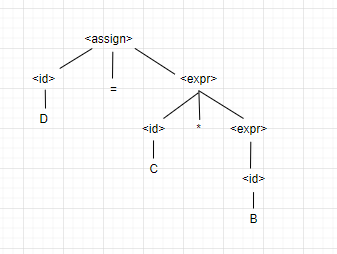 <assign>
<id> = <expr>
D
<id> * <expr>
C
<id>
B